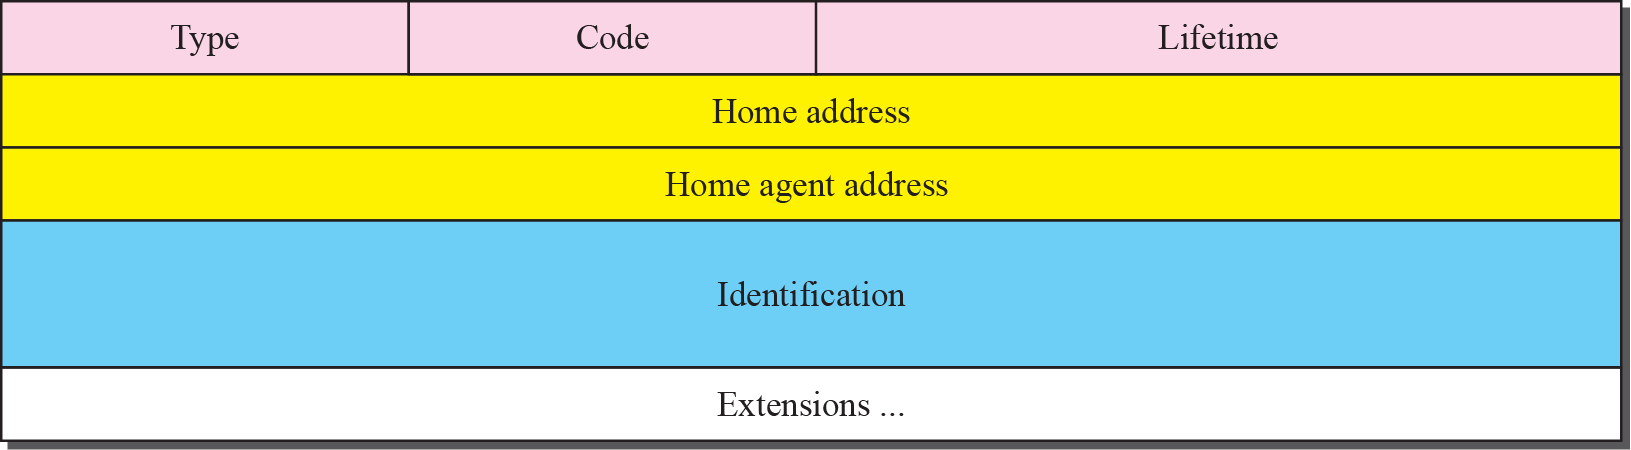 Type Code Lifetime
Home address
Home agent address
Identification
Extensions ...